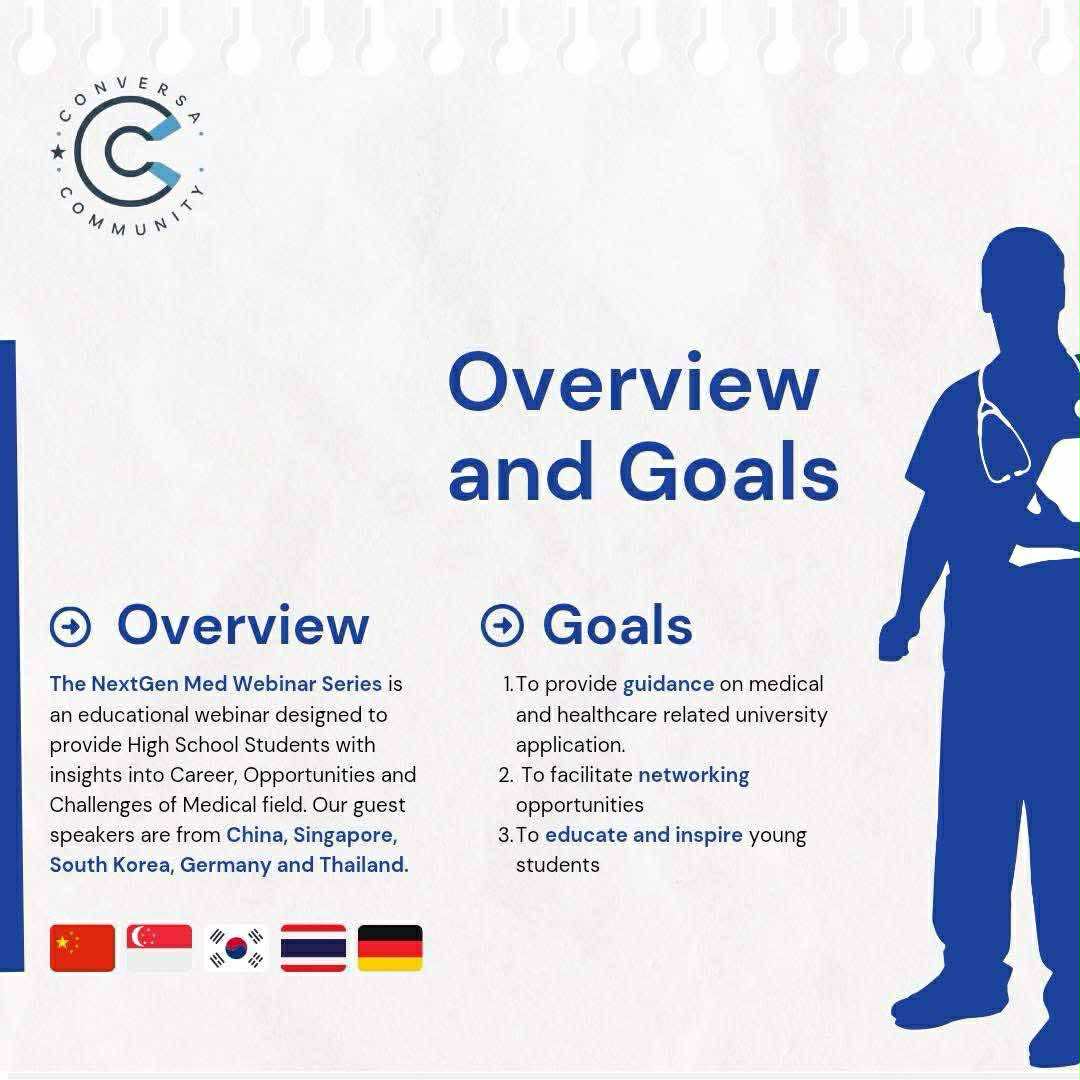 CONVERSA
COMMUNITY
Overview
and Goals
Overview
The NextGen Med Webinar Series is
an educational webinar designed to
provide High School Students with
insights into Career, Opportunities and
Challenges of Medical field. Our guest
speakers are from China, Singapore,
South Korea, Germany and Thailand.
Goals
1.To provide guidance on medical
and healthcare related university
application.
2. To facilitate networking
opportunities
3.To educate and inspire young
students